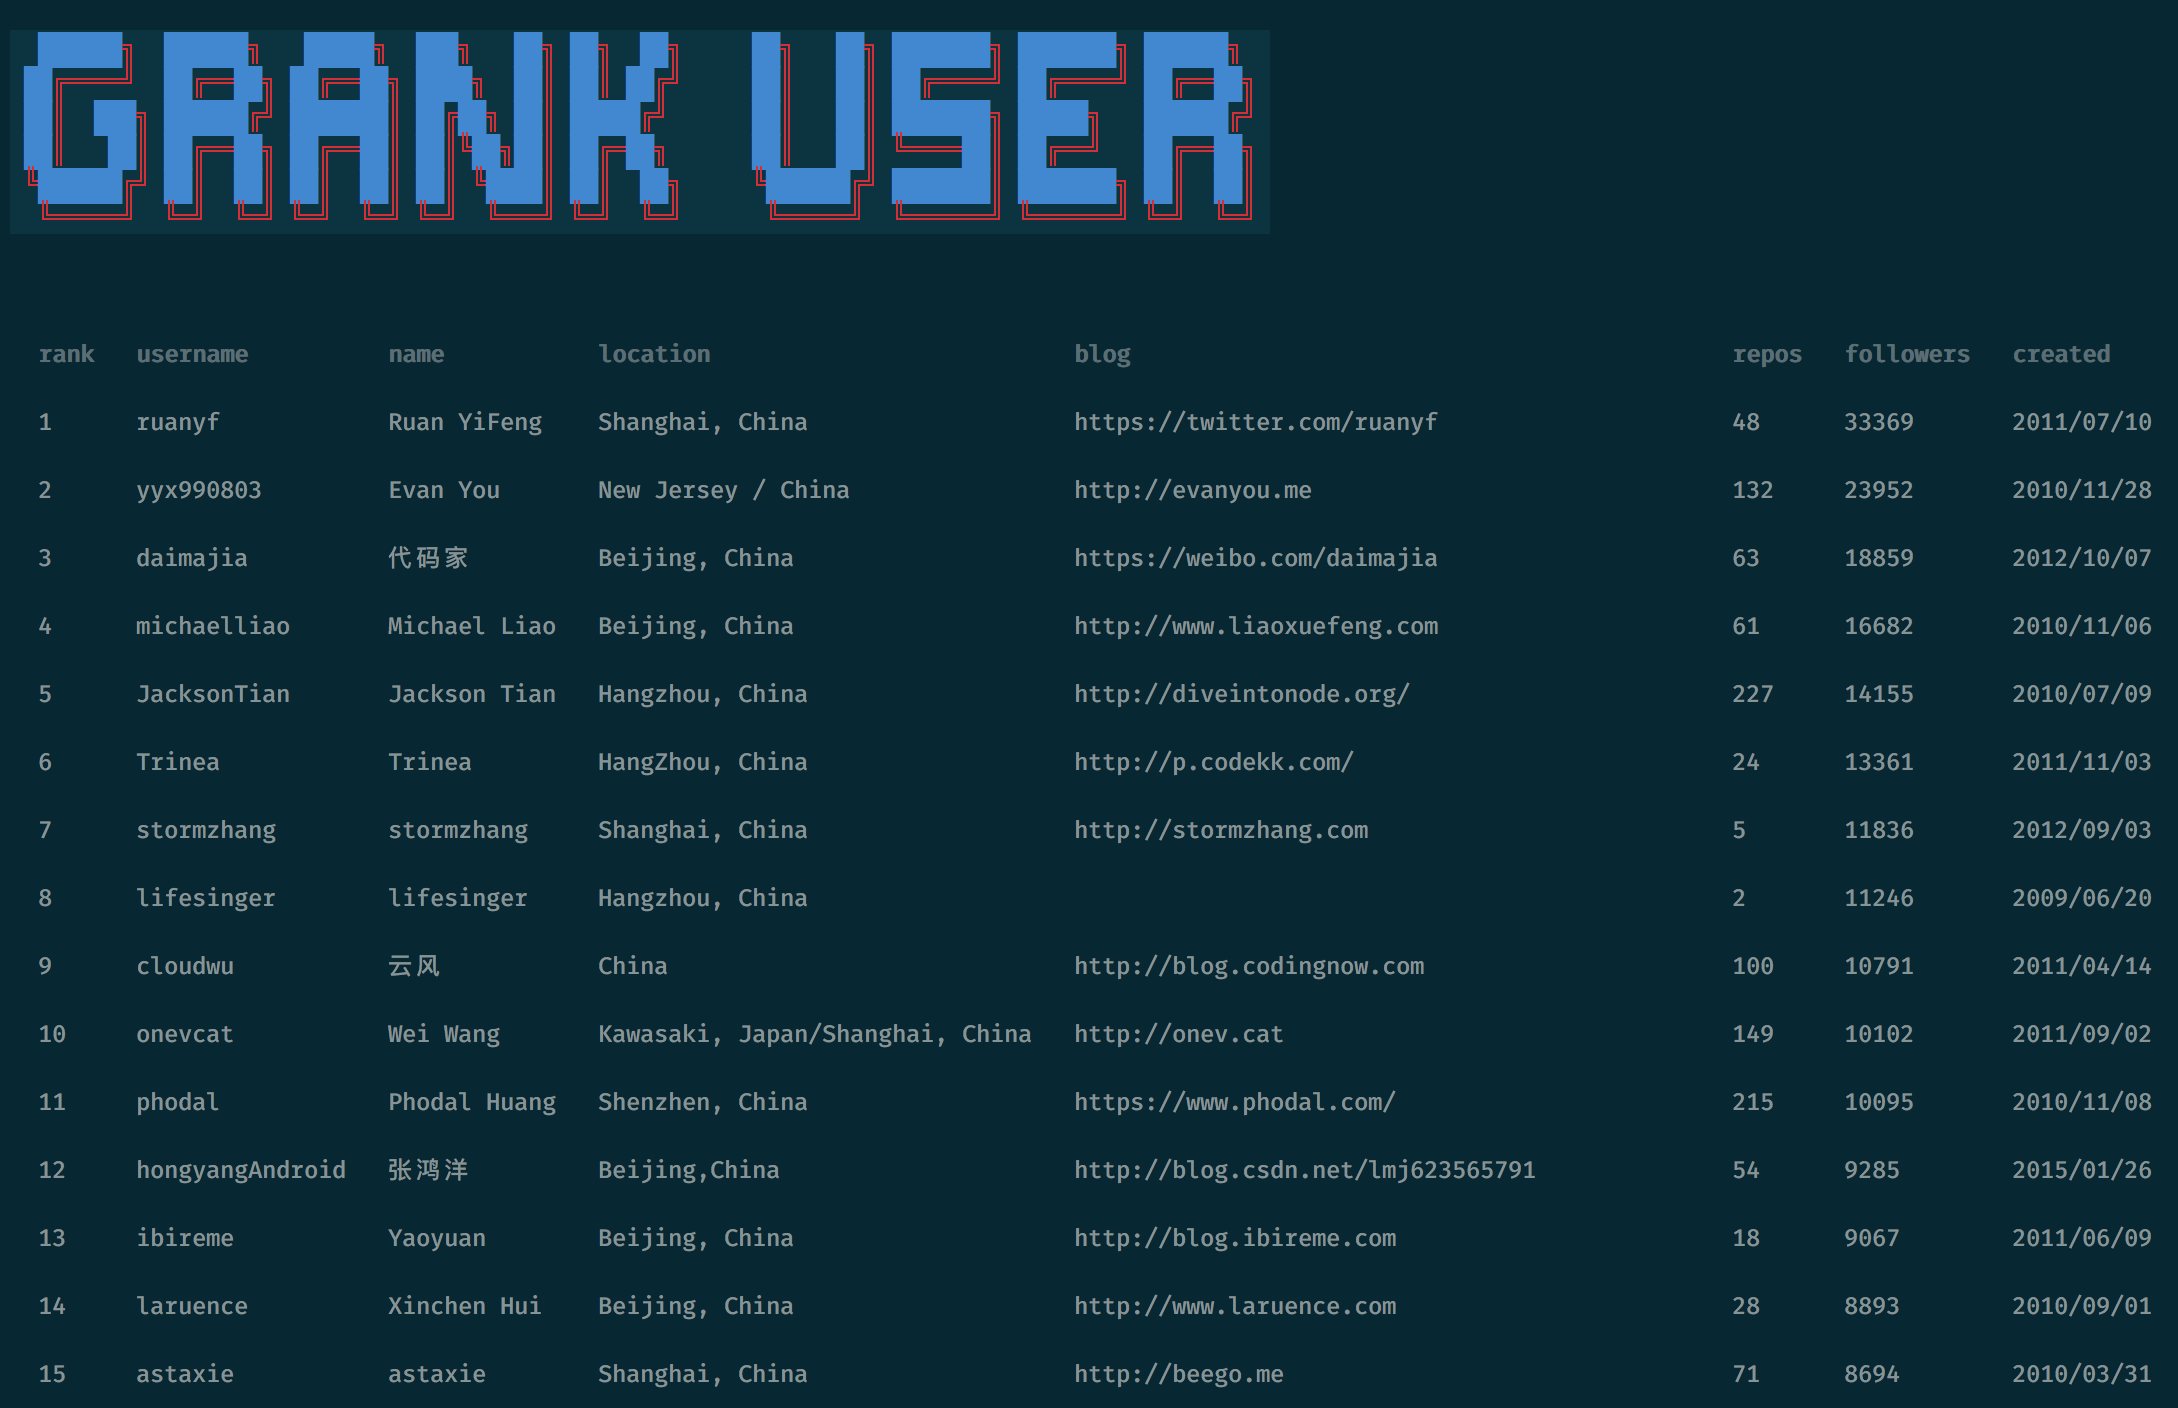 GRANK USER
rank username name location blog repos followers created
1 ruanyf Ruan YiFeng Shanghai, China https://twitter.com/ruanyf 48 33369 2011/07/10
2 yyx990803 Evan You New Jersey / China http://evanyou.me 132 23952 2010/11/28
3 daimajia 代码家 Beijing, China https://weibo.com/daimajia 63 18859 2012/10/07
4 michaelliao Michael Liao Beijing, China http://www.liaoxuefeng.com 61 16682 2010/11/06
5 JacksonTian Jackson Tian Hangzhou, China http://diveintonode.org/ 227 14155 2010/07/09
6 Trinea Trinea HangZhou, China http://p.codekk.com/ 24 13361 2011/11/03
7 stormzhang stormzhang Shanghai, China http://stormzhang.com 5 11836 2012/09/03
8 lifesinger lifesinger Hangzhou, China 2 11246 2009/06/20
9 cloudwu 云风 China http://blog.codingnow.com 100 10791 2011/04/14
10 onevcat Wei Wang Kawasaki, Japan/Shanghai, China http://onev.cat 149 10102 2011/09/02
11 phodal Phodal Huang Shenzhen, China https://www.phodal.com/ 215 10095 2010/11/08
12 hongyangAndroid 张鸿洋 Beijing,China http://blog.csdn.net/lmj623565791 54 9285 2015/01/26
13 ibireme Yaoyuan Beijing, China http://blog.ibireme.com 18 9067 2011/06/09
14 laruence Xinchen Hui Beijing, China http://www.laruence.com 28 8893 2010/09/01
15 astaxie astaxie Shanghai, China http://beego.me 71 8694 2010/03/31